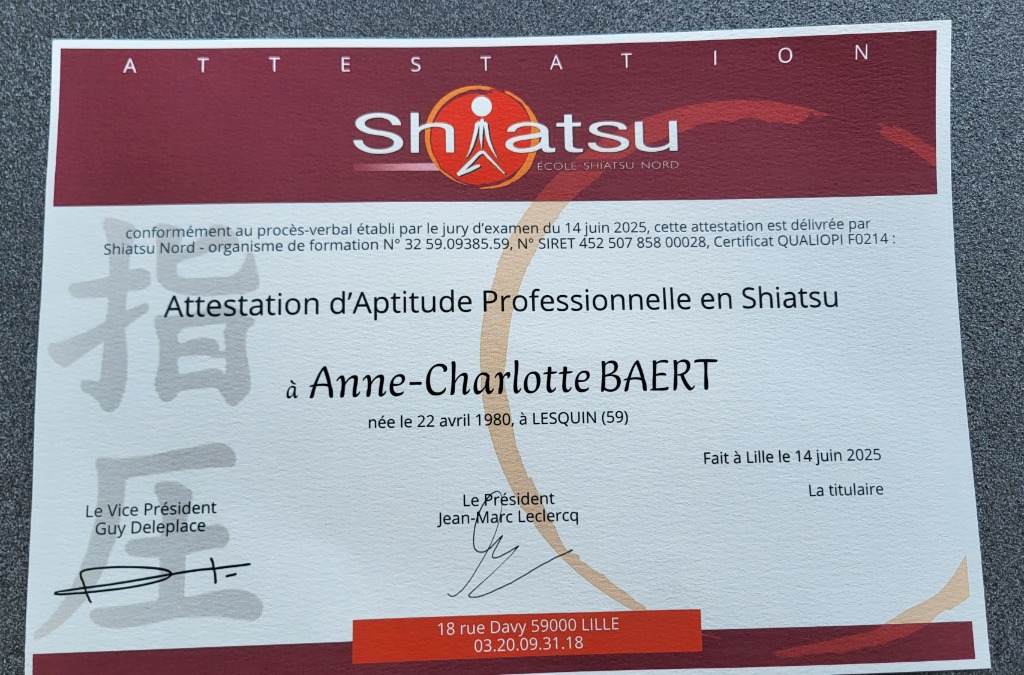 ATTESTATION
Shiatsu
ÉCOLE SHIATSU NORD
conformément au procès-verbal établi par le jury d'examen du 14 juin 2025, cette attestation est délivrée par
Shiatsu Nord - organisme de formation N° 32 59.09385.59, N° SIRET 452 507 858 00028, Certificat QUALIOPI F0214 :
指圧
Attestation d'Aptitude Professionnelle en Shiatsu
à Anne-Charlotte BAERT
née le 22 avril 1980, à LESQUIN (59)
Fait à Lille le 14 juin 2025
La titulaire
Le Vice Président
Guy Deleplace
Le Président
Jean-Marc Leclercq
18 rue Davy 59000 LILLE
03.20.09.31.18